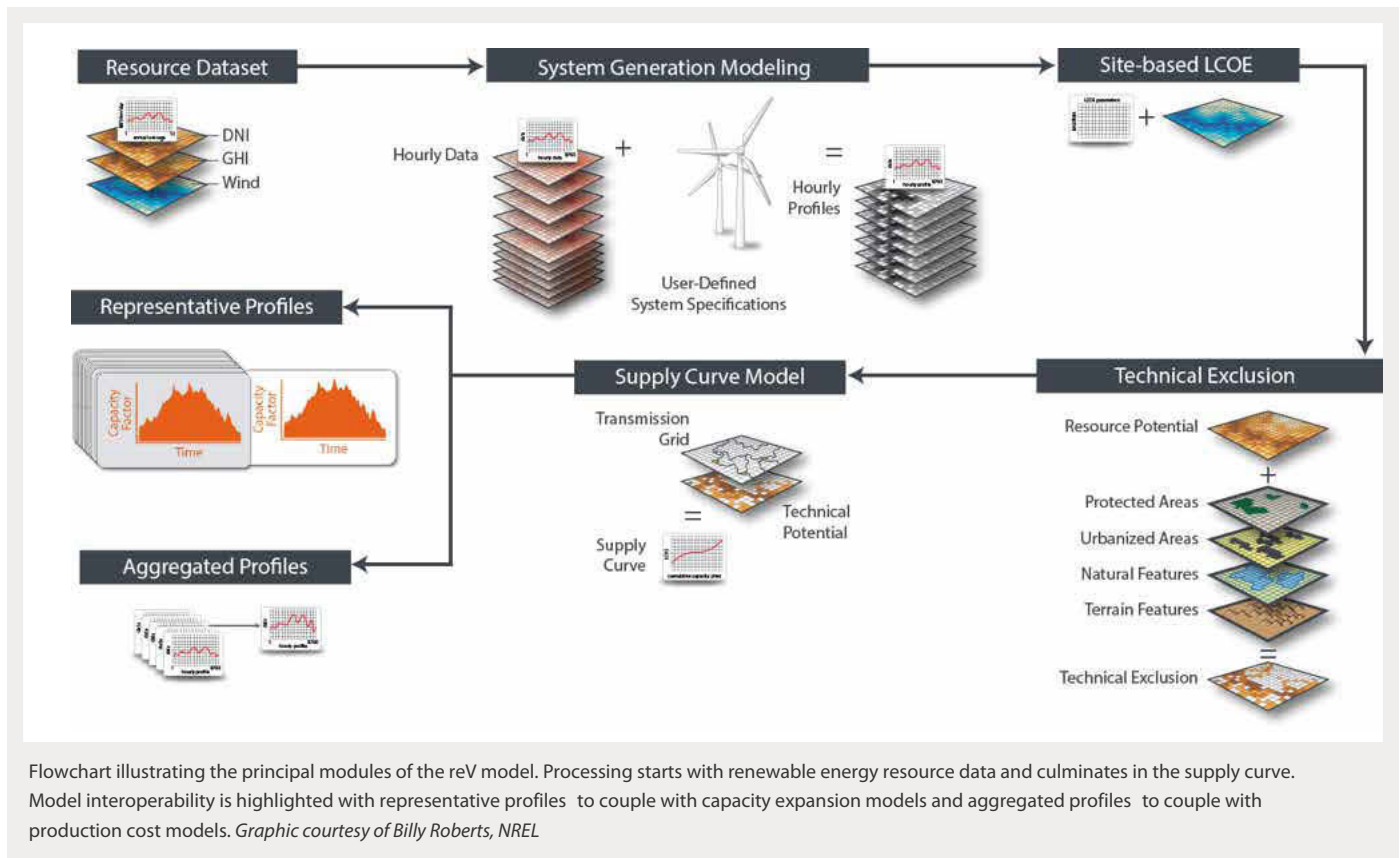 Resource Dataset
System Generation Modeling
Site-based LCOE
DNI
GHI
Wind
Hourly Data
+
=
Hourly
Profiles
User-Defined
System Specifications
+
Representative Profiles
Capacity
Factor
Time
Capacity
Factor
Time
Aggregated Profiles
Supply Curve Model
Transmission
Grid
Technical
Potential
=
Supply
Curve
Technical Exclusion
Resource Potential
+
Protected Areas
Urbanized Areas
Natural Features
Terrain Features
=
Technical Exclusion
Flowchart illustrating the principal modules of the reV model. Processing starts with renewable energy resource data and culminates in the supply curve.
Model interoperability is highlighted with representative profiles to couple with capacity expansion models and aggregated profiles to couple with
production cost models. Graphic courtesy of Billy Roberts, NREL